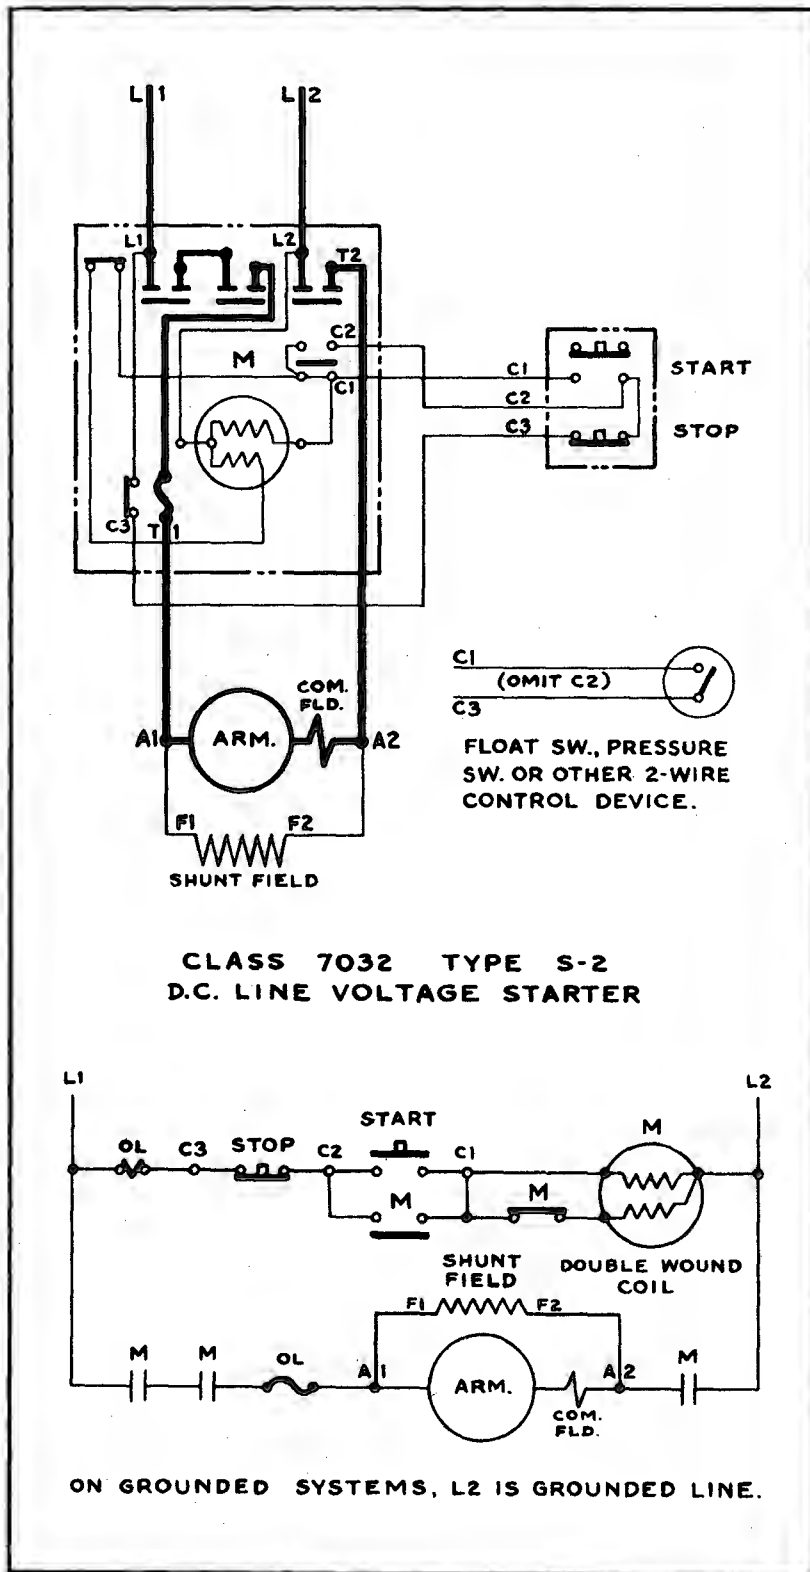 L1 L2
L1 L2 T2
C2
M
C1
C3 T1
C1 START
C2
C3 STOP
COM.
FLD.
A1 ARM. A2
F1 F2
SHUNT FIELD
C1
(OMIT C2)
C3
FLOAT SW., PRESSURE
SW. OR OTHER 2-WIRE
CONTROL DEVICE.
CLASS 7032 TYPE S-2
D.C. LINE VOLTAGE STARTER
L1 L2
START M
OL C3 STOP C2 C1
M M
SHUNT
FIELD
DOUBLE WOUND
COIL
F1 F2
M M OL A1 ARM. A2 M
COM.
FLD.
ON GROUNDED SYSTEMS, L2 IS GROUNDED LINE.